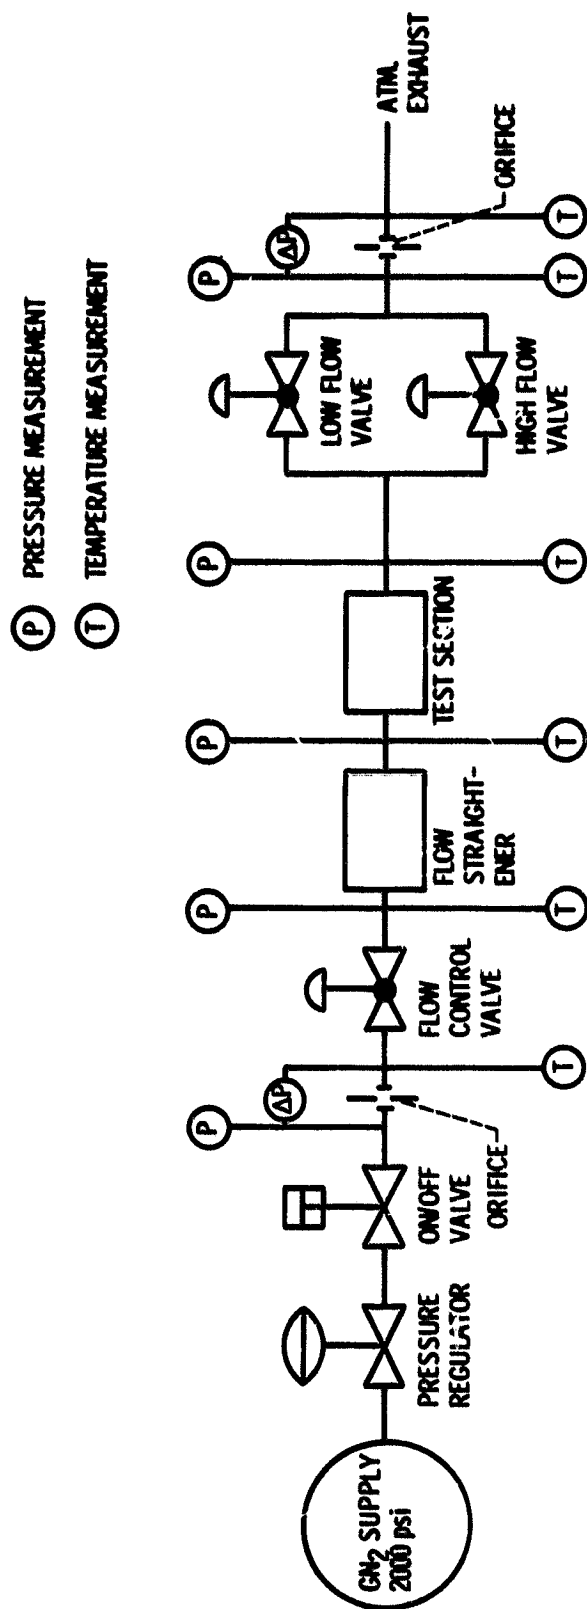 P PRESSURE MEASUREMENT
T TEMPERATURE MEASUREMENT
P
P
P
P
P
ΔP
ΔP
GN2 SUPPLY
2000 psi
PRESSURE
REGULATOR
ON/OFF
VALVE
ORIFICE
FLOW
CONTROL
VALVE
FLOW
STRAIGHT-
ENER
TEST SECTION
LOW FLOW
VALVE
HIGH FLOW
VALVE
ATM.
EXHAUST
ORIFICE
T
T
T
T
T
T